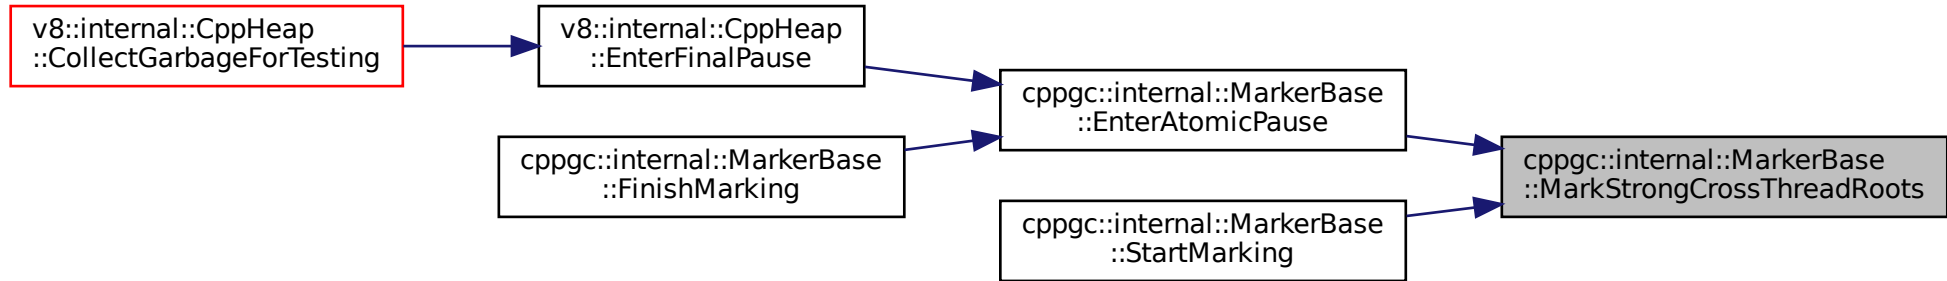 v8::internal::CppHeap
::CollectGarbageForTesting
v8::internal::CppHeap
::EnterFinalPause
cppgc::internal::MarkerBase
::FinishMarking
cppgc::internal::MarkerBase
::EnterAtomicPause
cppgc::internal::MarkerBase
::StartMarking
cppgc::internal::MarkerBase
::MarkStrongCrossThreadRoots